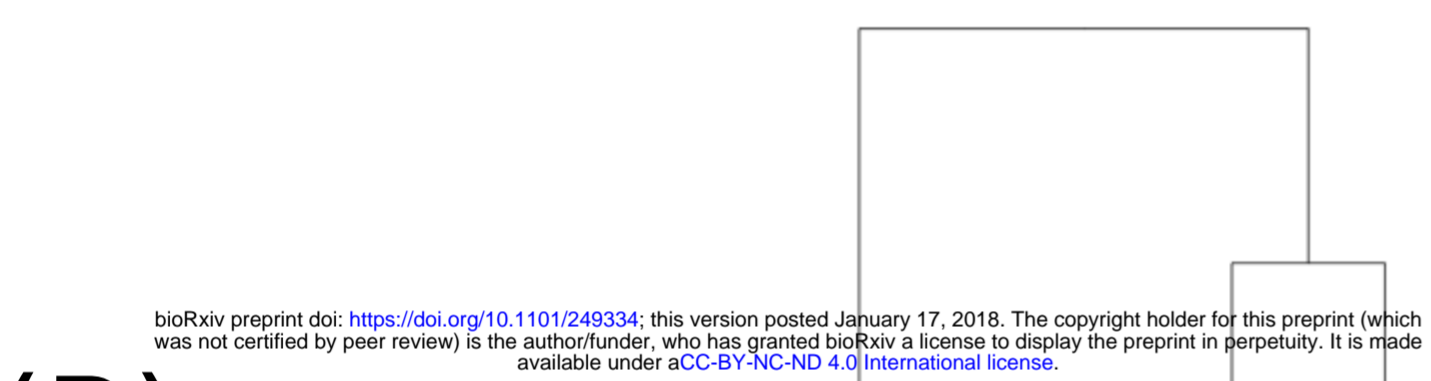 bioRxiv preprint doi: https://doi.org/10.1101/249334; this version posted January 17, 2018. The copyright holder for this preprint (which
was not certified by peer review) is the author/funder, who has granted bioRxiv a license to display the preprint in perpetuity. It is made
available under aCC-BY-NC-ND 4.0 International license.